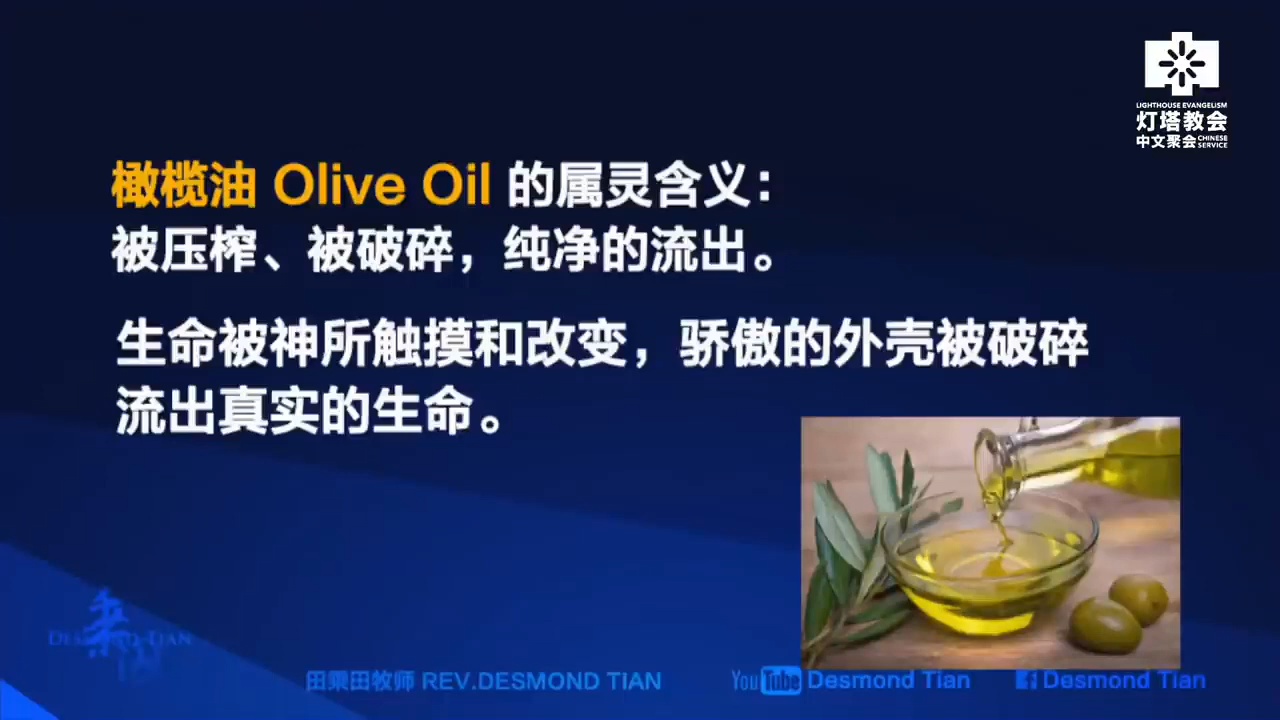 LIGHTHOUSE EVANGELISM
灯塔教会
中文聚会 CHINESE SERVICE
橄榄油 Olive Oil 的属灵含义：
被压榨、被破碎，纯净的流出。
生命被神所触摸和改变，骄傲的外壳被破碎
流出真实的生命。
DESMOND TIAN
田乘田牧师 REV.DESMOND TIAN
YouTube Desmond Tian
Desmond Tian